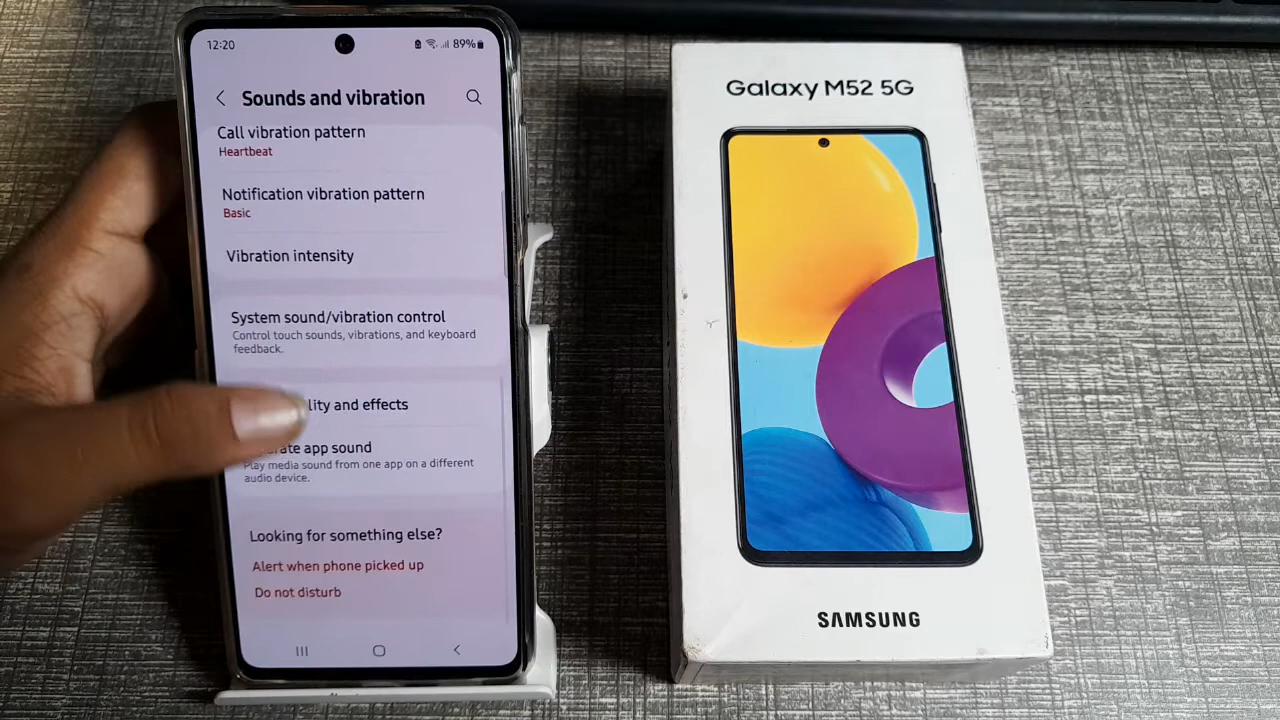 12:20
89%
Sounds and vibration
Call vibration pattern
Heartbeat
Notification vibration pattern
Basic
Vibration intensity
System sound/vibration control
Control touch sounds, vibrations, and keyboard
feedback.
and effects
app sound
Play media sound from one app on a different
audio device.
Looking for something else?
Alert when phone picked up
Do not disturb
Galaxy M52 5G
SAMSUNG